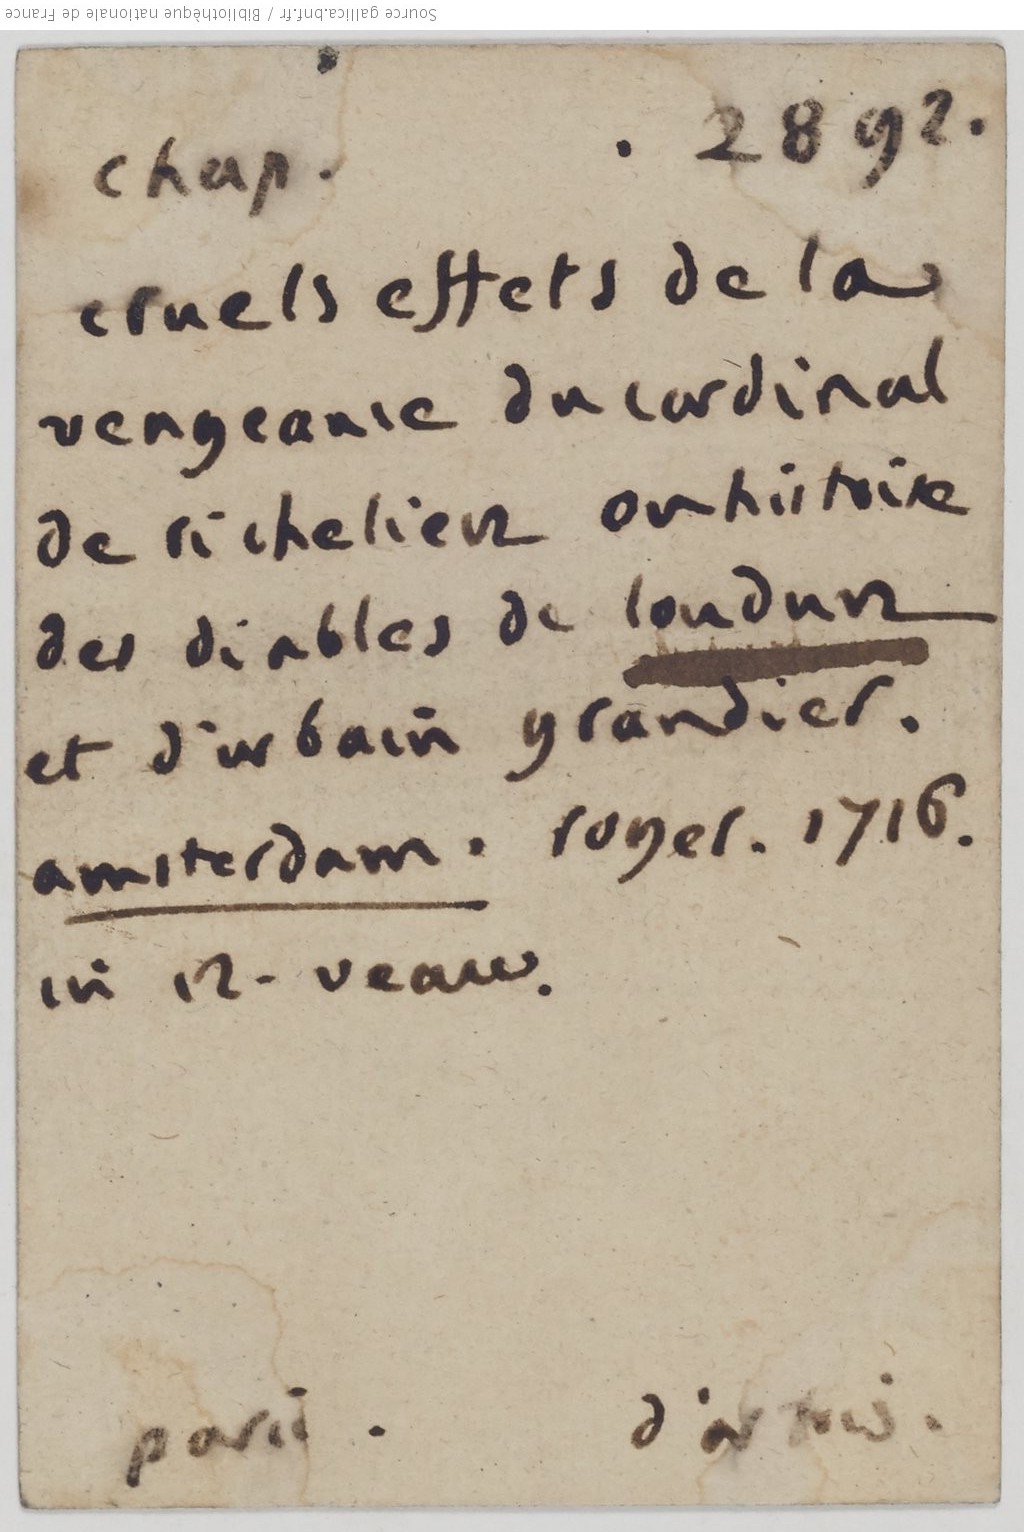 Source gallica.bnf.fr / Bibliothèque nationale de France
chap. . 2892.
cruels effets de la
vengeance du cardinal
de richelieu ou histoire
des diables de loudun
et d'urbain grandier.
amsterdam. royer. 1716.
in 12 - veau.
paris . d'artois.